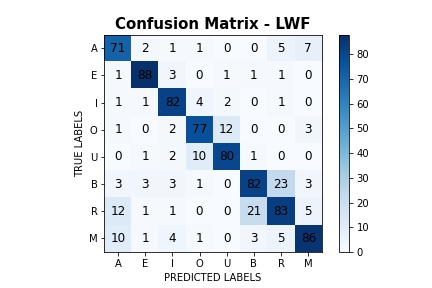 Confusion Matrix - LWF
TRUE LABELS
A 71 2 1 1 0 0 5 7
E 1 88 3 0 1 1 1 0
I 1 1 82 4 2 0 1 0
O 1 0 2 77 12 0 0 3
U 0 1 2 10 80 1 0 0
B 3 3 3 1 0 82 23 3
R 12 1 1 0 0 21 83 5
M 10 1 4 1 0 3 5 86
A E I O U B R M
PREDICTED LABELS
80
70
60
50
40
30
20
10
0